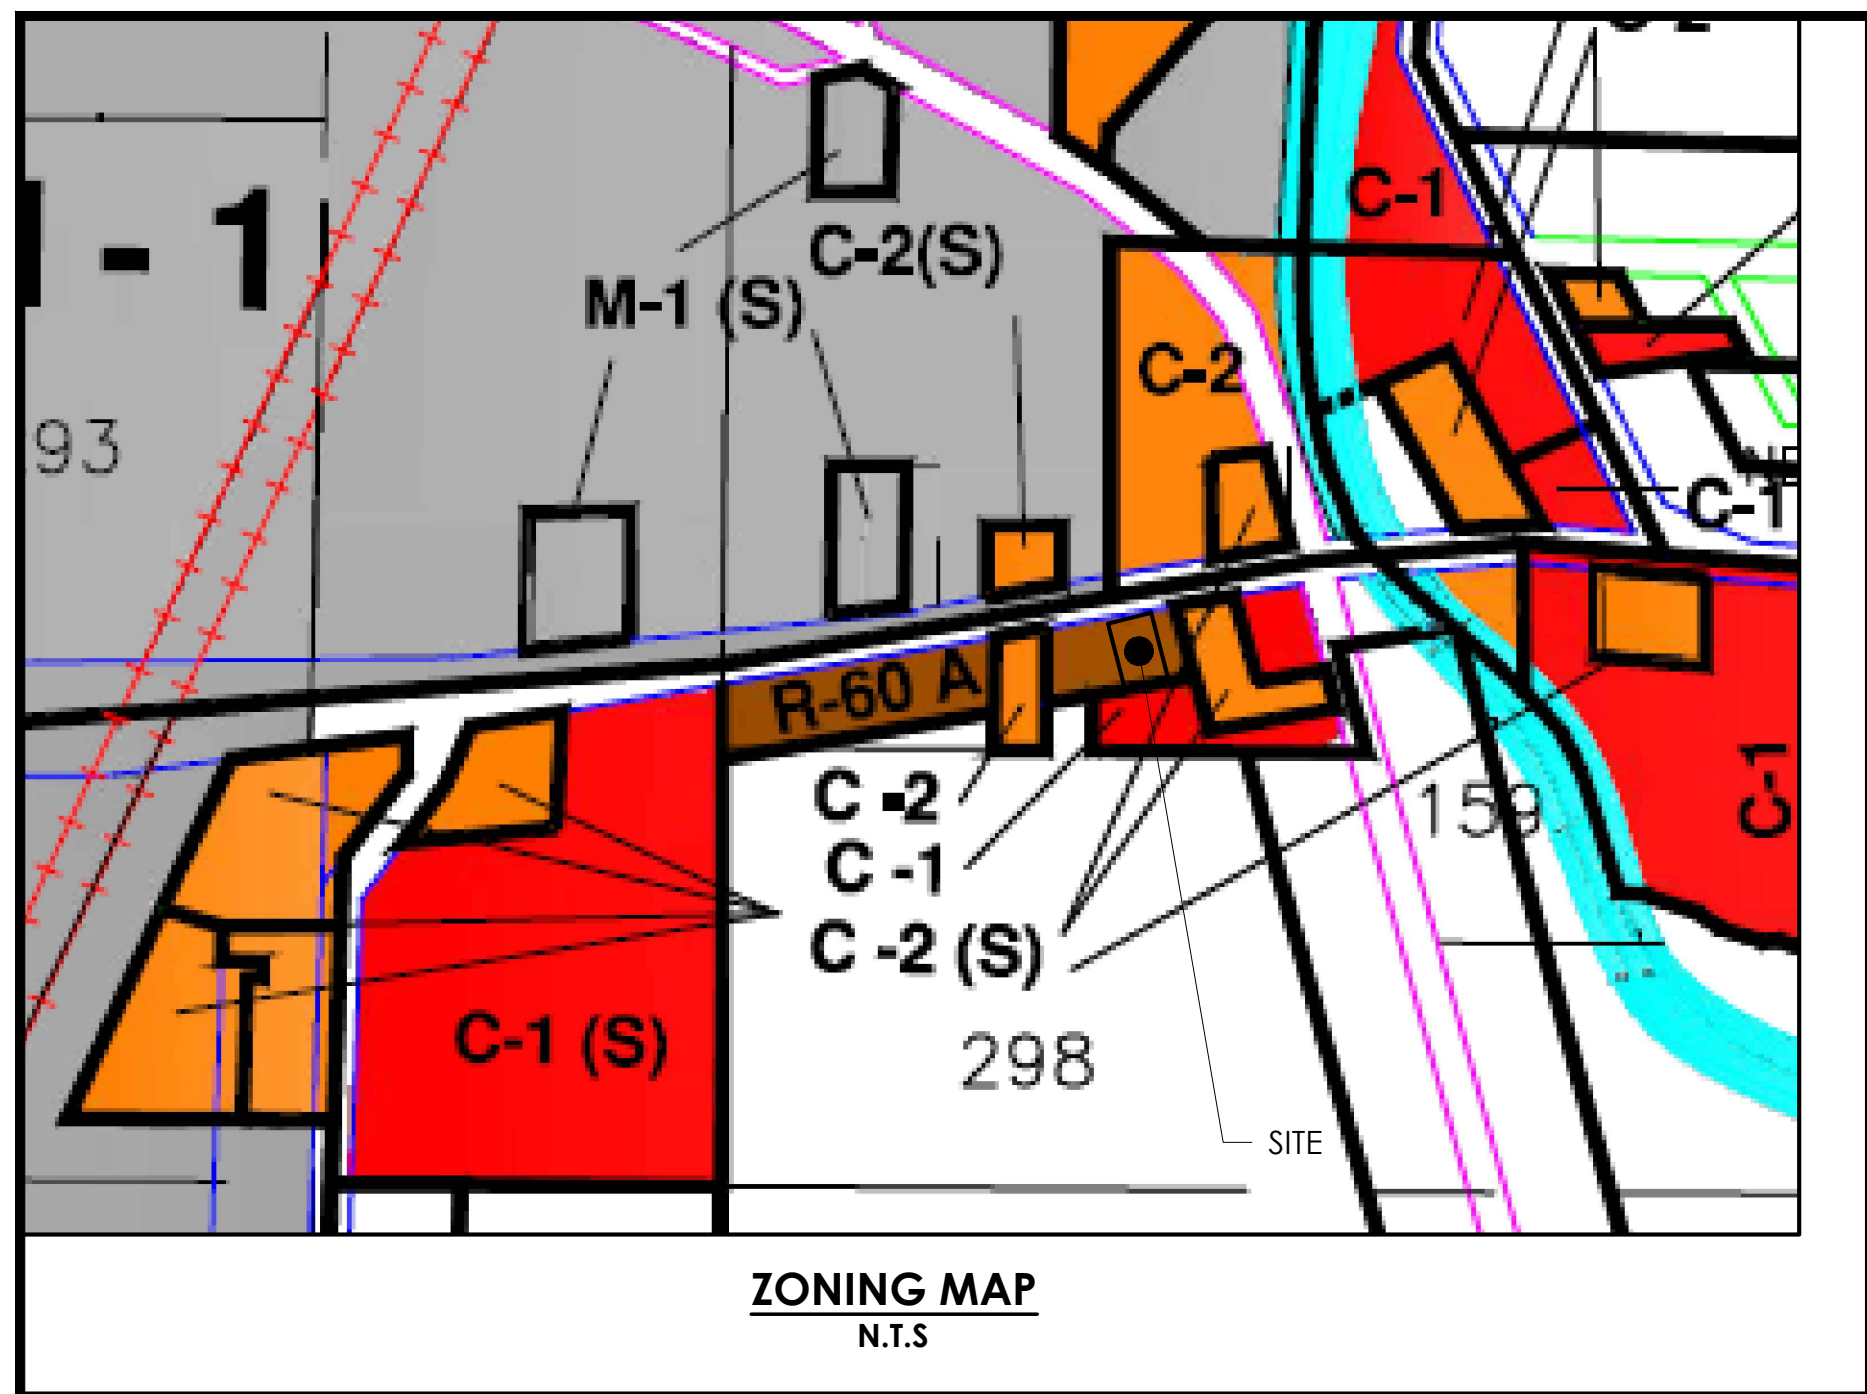 C-1
- 1
C-2(S)
M-1 (S)
C-2
93
C-1
R-60 A
C -2
159
C-1
C -1
C -2 (S)
C-1 (S)
298
SITE
ZONING MAP
N.T.S